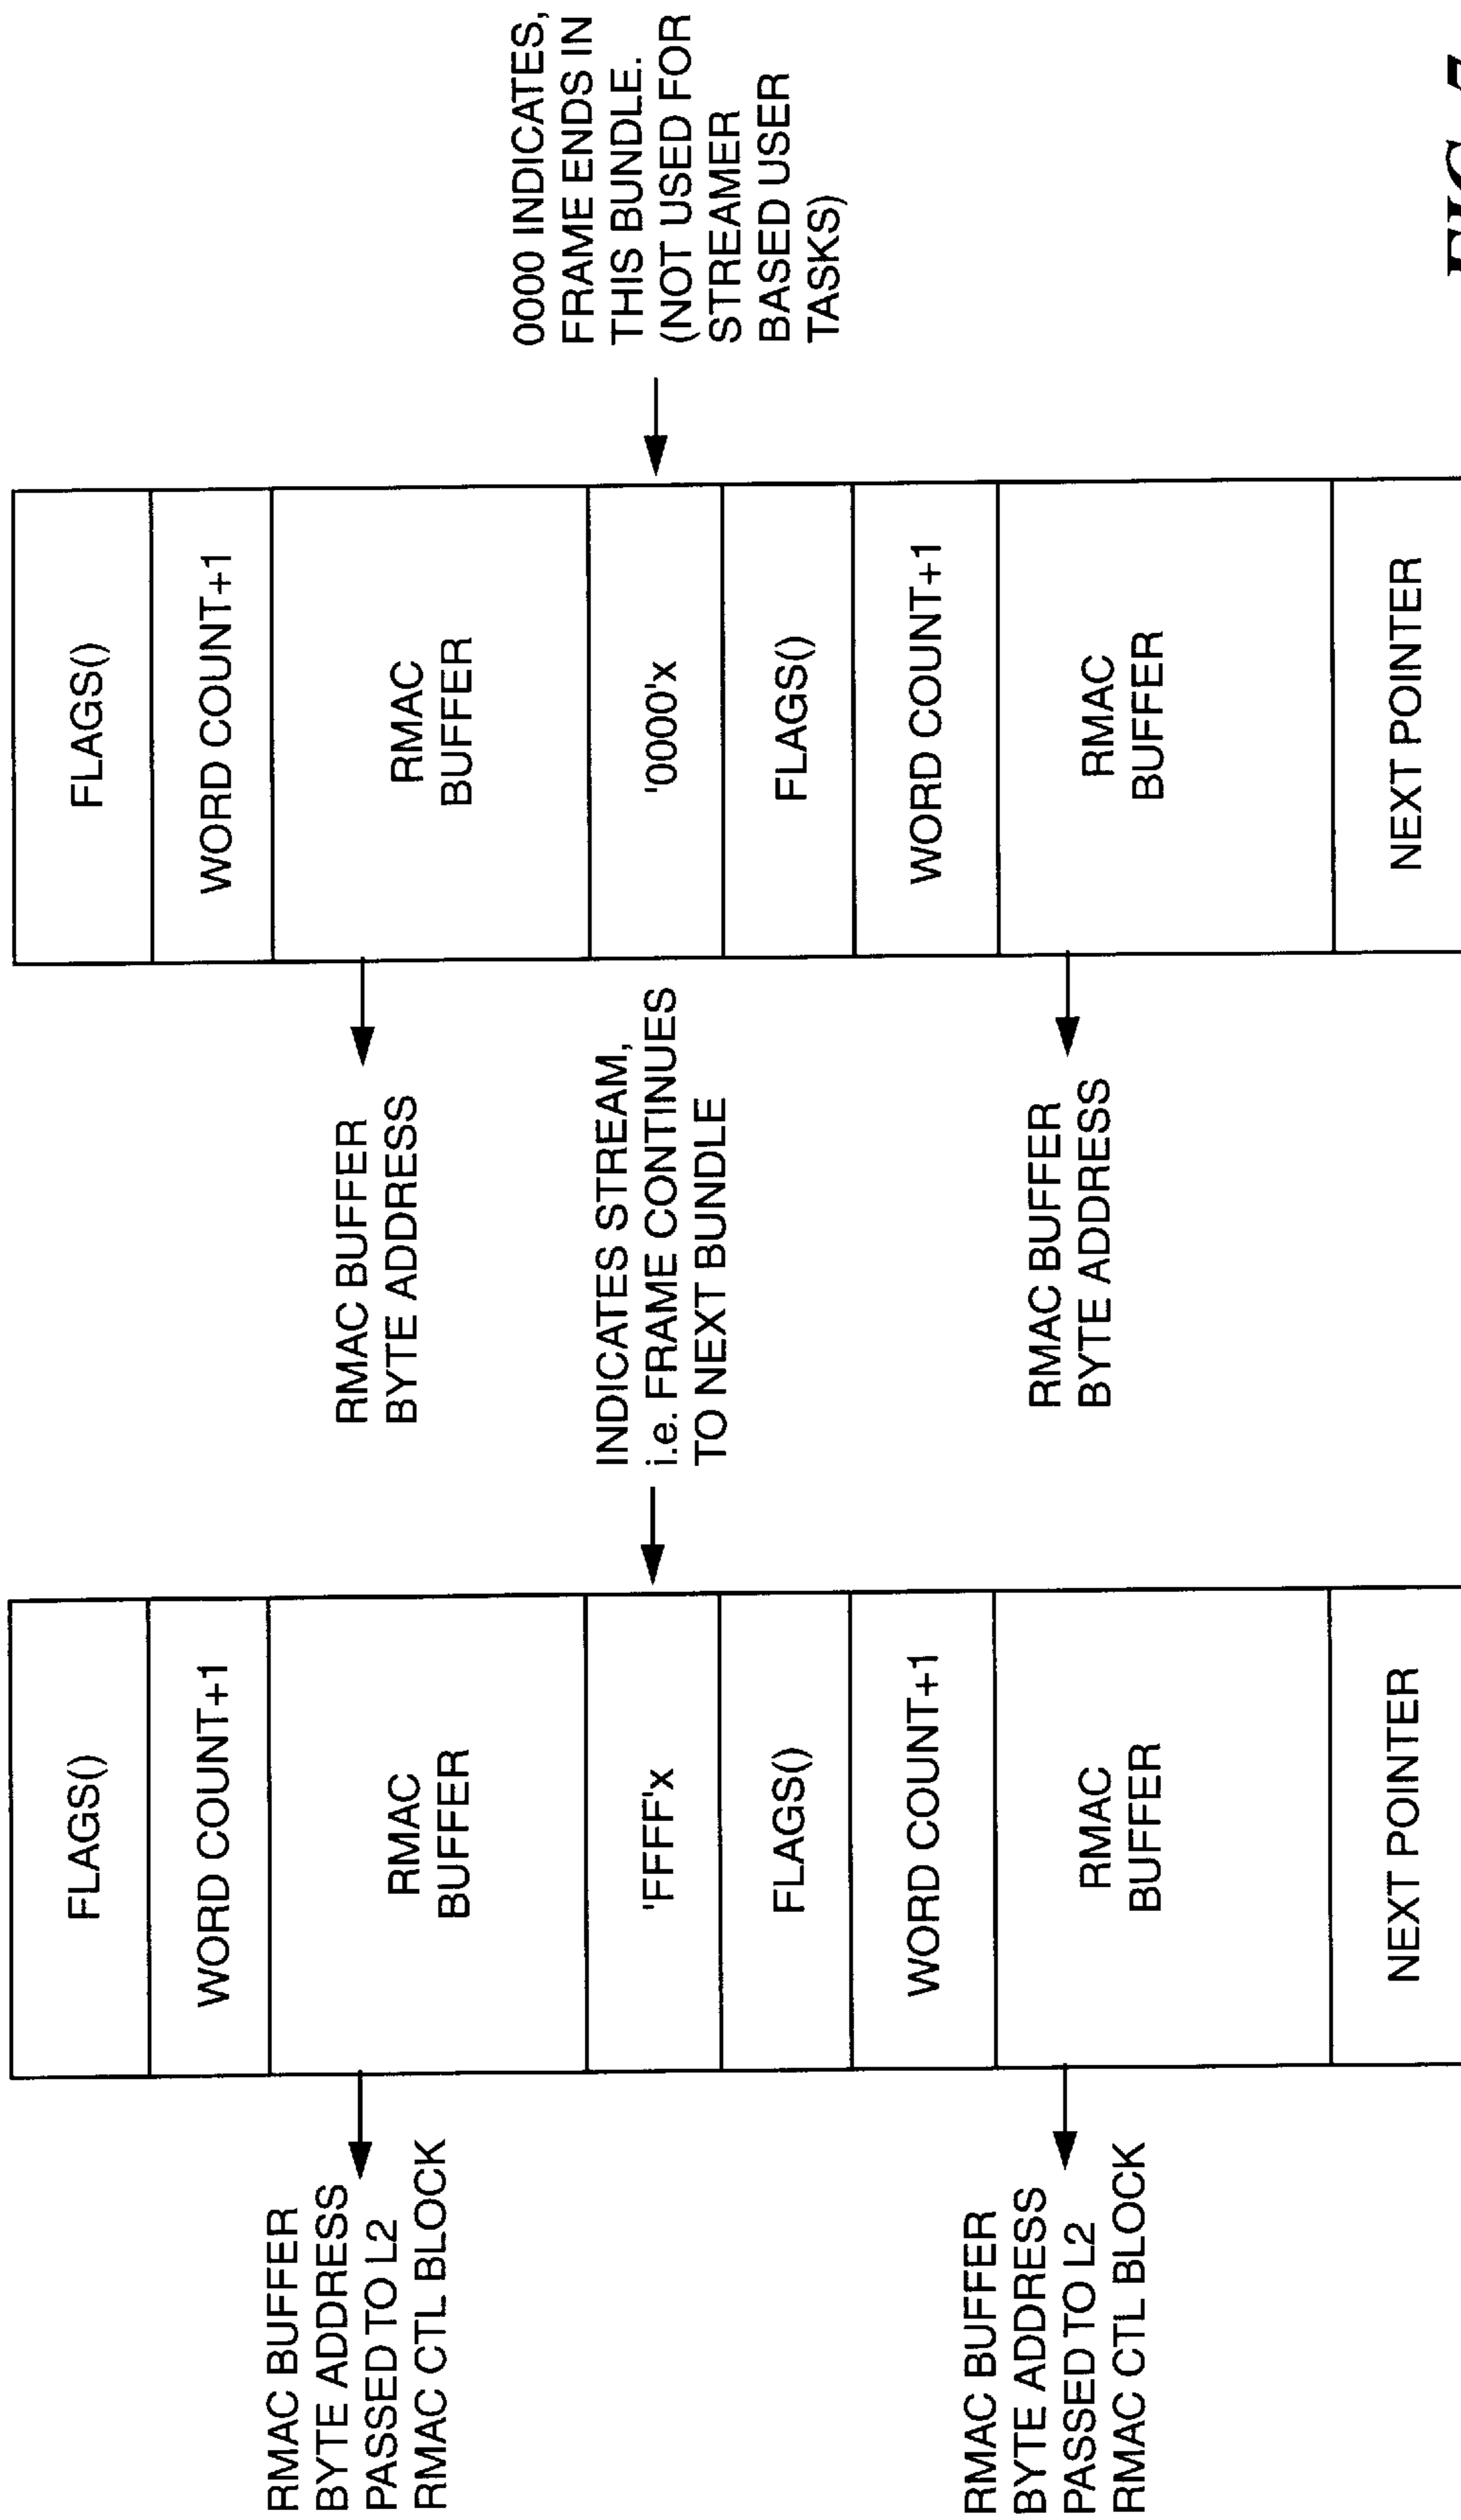 RMAC BUFFER
BYTE ADDRESS
PASSED TO L2
RMAC CTL BLOCK
RMAC BUFFER
BYTE ADDRESS
PASSED TO L2
RMAC CTL BLOCK
FLAGS()
WORD COUNT+1
RMAC
BUFFER
'FFFF'x
FLAGS()
WORD COUNT+1
RMAC
BUFFER
NEXT POINTER
RMAC BUFFER
BYTE ADDRESS
INDICATES STREAM,
i.e. FRAME CONTINUES
TO NEXT BUNDLE
RMAC BUFFER
BYTE ADDRESS
FLAGS()
WORD COUNT+1
RMAC
BUFFER
'0000'x
FLAGS()
WORD COUNT+1
RMAC
BUFFER
NEXT POINTER
0000 INDICATES,
FRAME ENDS IN
THIS BUNDLE.
(NOT USED FOR
STREAMER
BASED USER
TASKS)